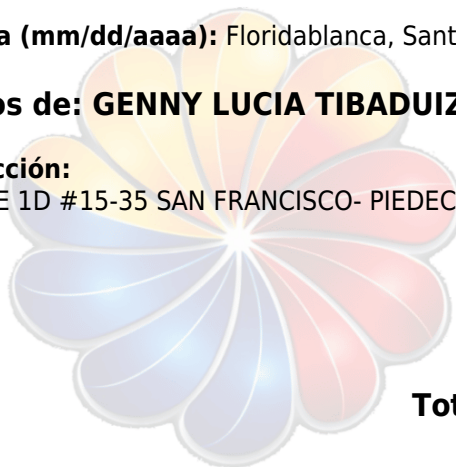 a (mm/dd/aaaa): Floridablanca, Sant
os de: GENNY LUCIA TIBADUIZ
cción:
E 1D #15-35 SAN FRANCISCO- PIEDEC
Tot